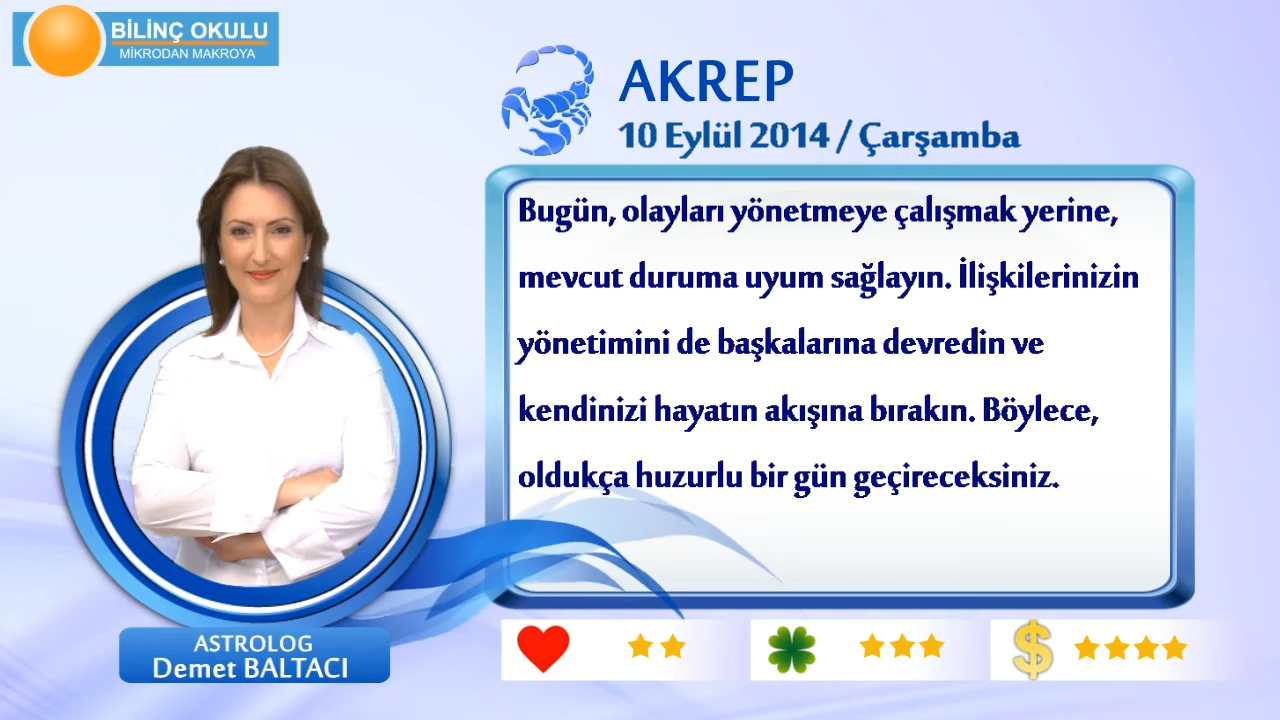 BİLİNÇ OKULU
MİKRODAN MAKROYA
AKREP
10 Eylül 2014 / Çarşamba
Bugün, olayları yönetmeye çalışmak yerine,
mevcut duruma uyum sağlayın. İlişkilerinizin
yönetimini de başkalarına devredin ve
kendinizi hayatın akışına bırakın. Böylece,
oldukça huzurlu bir gün geçireceksiniz.
ASTROLOG
Demet BALTACI
$